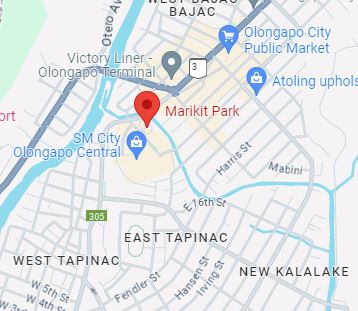 WEST BAJAC
BAJAC
Otero Ave
Olongapo City
Public Market
Victory Liner -
Olongapo Terminal
3
Atoling uphols
Marikit Park
ort
SM City
Olongapo Central
Harris St
Mabini
305
E 16th St
EAST TAPINAC
WEST TAPINAC
NEW KALALAKE
W 5th St
W 4th St
Fendler St
Hansen St
Irving St